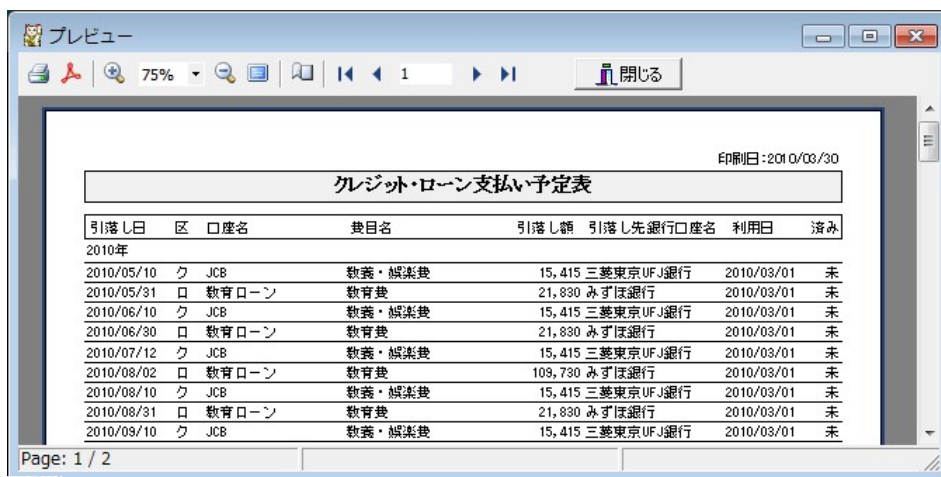 プレビュー
75% 1 閉じる
印刷日:2010/03/30
クレジット・ローン支払い予定表
引落し日 区 口座名 費目名 引落し額 引落し先銀行口座名 利用日 済み
2010年
2010/05/10 ク JCB 教養・娯楽費 15,415 三菱東京UFJ銀行 2010/03/01 未
2010/05/31 ロ 教育ローン 教育費 21,830 みずほ銀行 2010/03/01 未
2010/06/10 ク JCB 教養・娯楽費 15,415 三菱東京UFJ銀行 2010/03/01 未
2010/06/30 ロ 教育ローン 教育費 21,830 みずほ銀行 2010/03/01 未
2010/07/12 ク JCB 教養・娯楽費 15,415 三菱東京UFJ銀行 2010/03/01 未
2010/08/02 ロ 教育ローン 教育費 109,730 みずほ銀行 2010/03/01 未
2010/08/10 ク JCB 教養・娯楽費 15,415 三菱東京UFJ銀行 2010/03/01 未
2010/08/31 ロ 教育ローン 教育費 21,830 みずほ銀行 2010/03/01 未
2010/09/10 ク JCB 教養・娯楽費 15,415 三菱東京UFJ銀行 2010/03/01 未
Page: 1 / 2